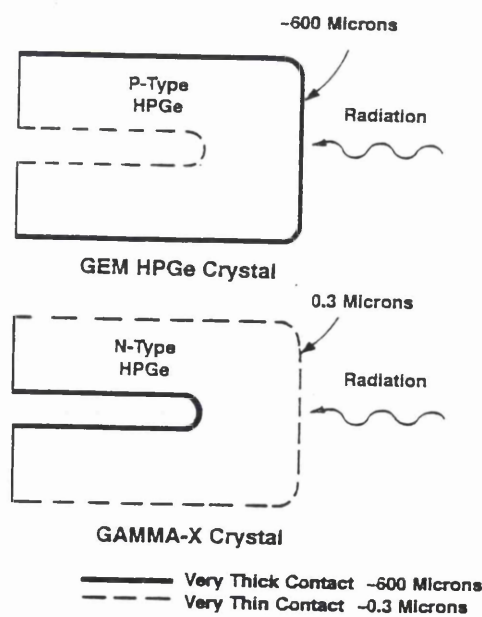 ~600 Microns
P-Type
HPGe
Radiation
GEM HPGe Crystal
0.3 Microns
N-Type
HPGe
Radiation
GAMMA-X Crystal
Very Thick Contact ~600 Microns
Very Thin Contact ~0.3 Microns